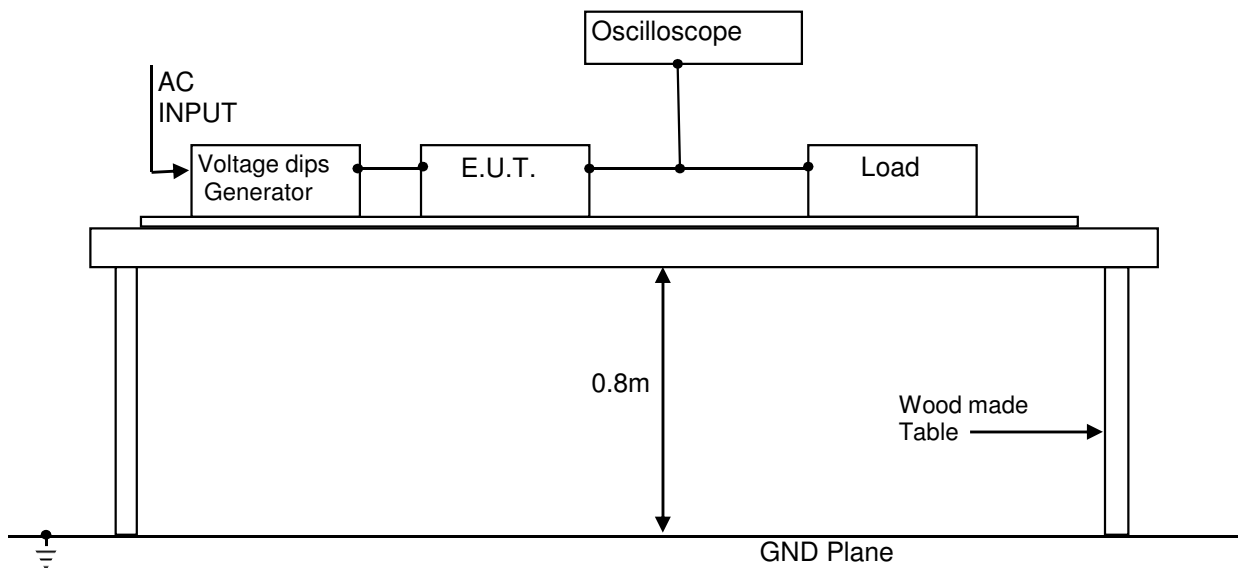 Oscilloscope
AC
INPUT
Voltage dips
Generator
E.U.T.
Load
0.8m
Wood made
Table
GND Plane